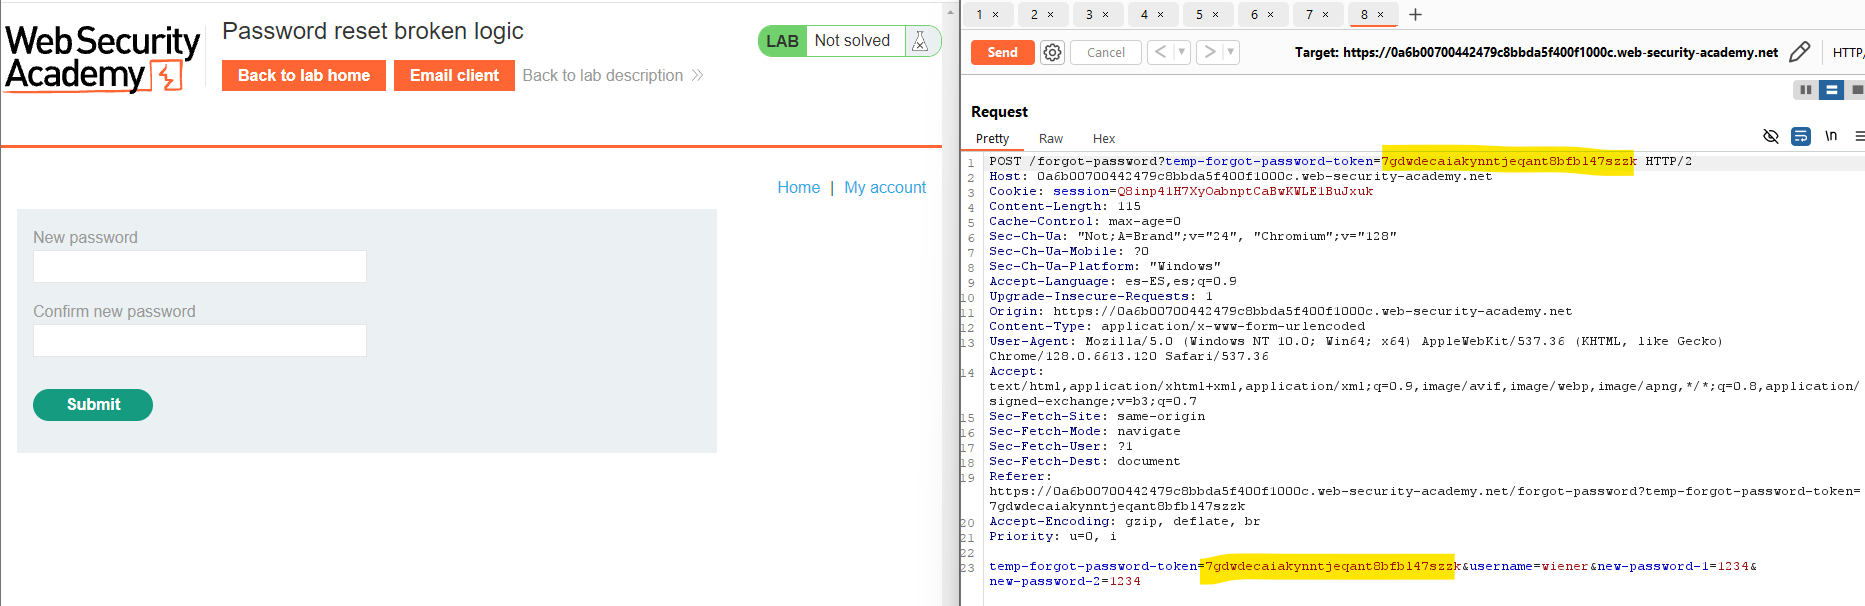 Web Security
Academy
Password reset broken logic
Back to lab home
Email client
Back to lab description
LAB
Not solved
Home | My account
New password
Confirm new password
Submit
1 × 2 × 3 × 4 × 5 × 6 × 7 × 8 × +
Send
Cancel
Target: https://0a6b00700442479c8bbda5f400f1000c.web-security-academy.net
HTTP/
Request
Pretty Raw Hex
\n
1 POST /forgot-password?temp-forgot-password-token=7gdwdecaiakynntjeqant8bfbl47szzk HTTP/2
2 Host: 0a6b00700442479c8bbda5f400f1000c.web-security-academy.net
3 Cookie: session=Q8inp41H7XyOabnptCaBwKWLE1BuJxuk
4 Content-Length: 115
5 Cache-Control: max-age=0
6 Sec-Ch-Ua: "Not;A=Brand";v="24", "Chromium";v="128"
7 Sec-Ch-Ua-Mobile: ?0
8 Sec-Ch-Ua-Platform: "Windows"
9 Accept-Language: es-ES,es;q=0.9
10 Upgrade-Insecure-Requests: 1
11 Origin: https://0a6b00700442479c8bbda5f400f1000c.web-security-academy.net
12 Content-Type: application/x-www-form-urlencoded
13 User-Agent: Mozilla/5.0 (Windows NT 10.0; Win64; x64) AppleWebKit/537.36 (KHTML, like Gecko)
Chrome/128.0.6613.120 Safari/537.36
14 Accept:
text/html,application/xhtml+xml,application/xml;q=0.9,image/avif,image/webp,image/apng,*/*;q=0.8,application/
signed-exchange;v=b3;q=0.7
15 Sec-Fetch-Site: same-origin
16 Sec-Fetch-Mode: navigate
17 Sec-Fetch-User: ?1
18 Sec-Fetch-Dest: document
19 Referer:
https://0a6b00700442479c8bbda5f400f1000c.web-security-academy.net/forgot-password?temp-forgot-password-token=
7gdwdecaiakynntjeqant8bfbl47szzk
20 Accept-Encoding: gzip, deflate, br
21 Priority: u=0, i
22
23 temp-forgot-password-token=7gdwdecaiakynntjeqant8bfbl47szzk&username=wiener&new-password-1=1234&
new-password-2=1234